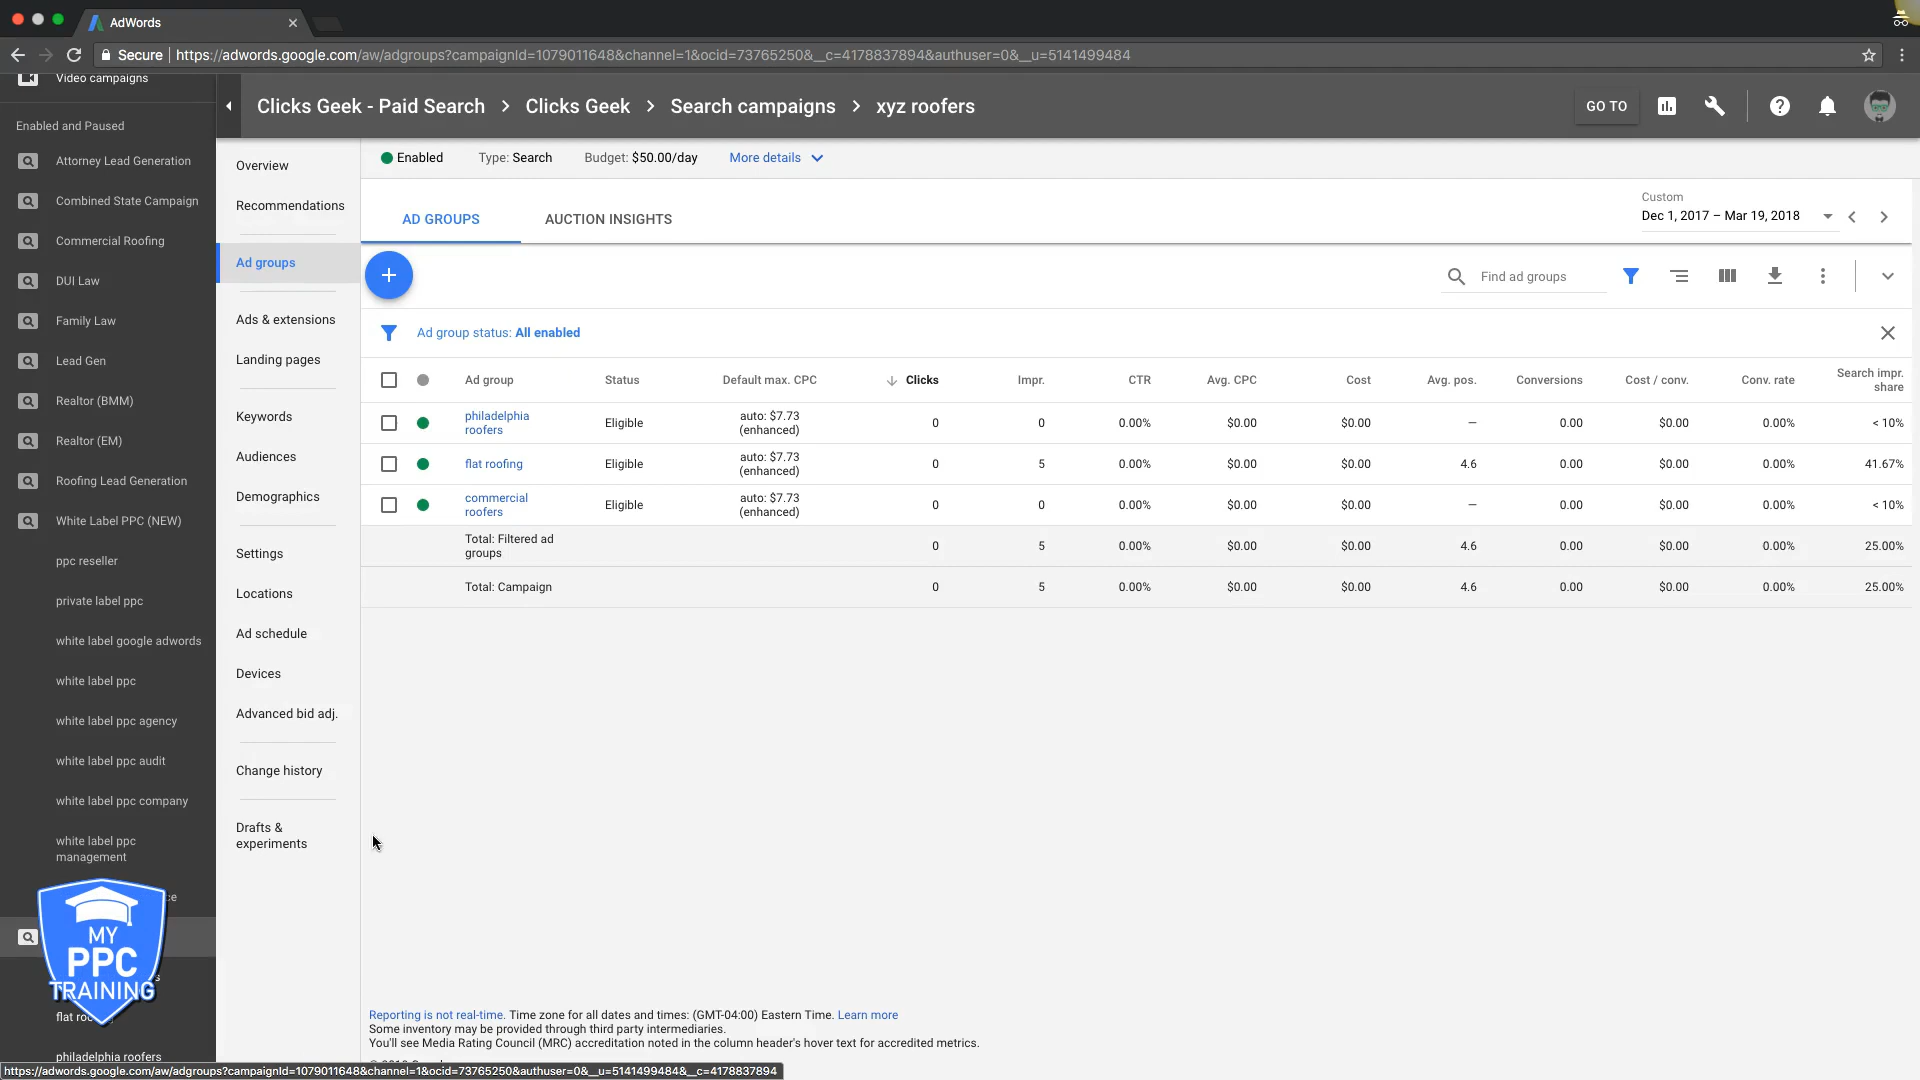 AdWords
Secure
https://adwords.google.com/aw/adgroups?campaignId=1079011648&channel=1&ocid=73765250&__c=4178837894&authuser=0&__u=5141499484
Video campaigns
Enabled and Paused
Attorney Lead Generation
Combined State Campaign
Commercial Roofing
DUI Law
Family Law
Lead Gen
Realtor (BMM)
Realtor (EM)
Roofing Lead Generation
White Label PPC (NEW)
ppc reseller
private label ppc
white label google adwords
white label ppc
white label ppc agency
white label ppc audit
white label ppc company
white label ppc
management
MY
PPC
TRAINING
philadelphia roofers
Clicks Geek - Paid Search > Clicks Geek > Search campaigns > xyz roofers
GO TO
Overview
Recommendations
Ad groups
Ads & extensions
Landing pages
Keywords
Audiences
Demographics
Settings
Locations
Ad schedule
Devices
Advanced bid adj.
Change history
Drafts &
experiments
Enabled Type: Search Budget: $50.00/day More details
AD GROUPS AUCTION INSIGHTS
Custom
Dec 1, 2017 – Mar 19, 2018
Find ad groups
Ad group status: All enabled
Ad group Status Default max. CPC Clicks Impr. CTR Avg. CPC Cost Avg. pos. Conversions Cost / conv. Conv. rate Search impr. share
philadelphia roofers Eligible auto: $7.73 (enhanced) 0 0 0.00% $0.00 $0.00 — 0.00 $0.00 0.00% < 10%
flat roofing Eligible auto: $7.73 (enhanced) 0 5 0.00% $0.00 $0.00 4.6 0.00 $0.00 0.00% 41.67%
commercial roofers Eligible auto: $7.73 (enhanced) 0 0 0.00% $0.00 $0.00 — 0.00 $0.00 0.00% < 10%
Total: Filtered ad groups 0 5 0.00% $0.00 $0.00 4.6 0.00 $0.00 0.00% 25.00%
Total: Campaign 0 5 0.00% $0.00 $0.00 4.6 0.00 $0.00 0.00% 25.00%
Reporting is not real-time. Time zone for all dates and times: (GMT-04:00) Eastern Time. Learn more
Some inventory may be provided through third party intermediaries.
You'll see Media Rating Council (MRC) accreditation noted in the column header's hover text for accredited metrics.
https://adwords.google.com/aw/adgroups?campaignId=1079011648&channel=1&ocid=73765250&authuser=0&__u=5141499484&__c=4178837894